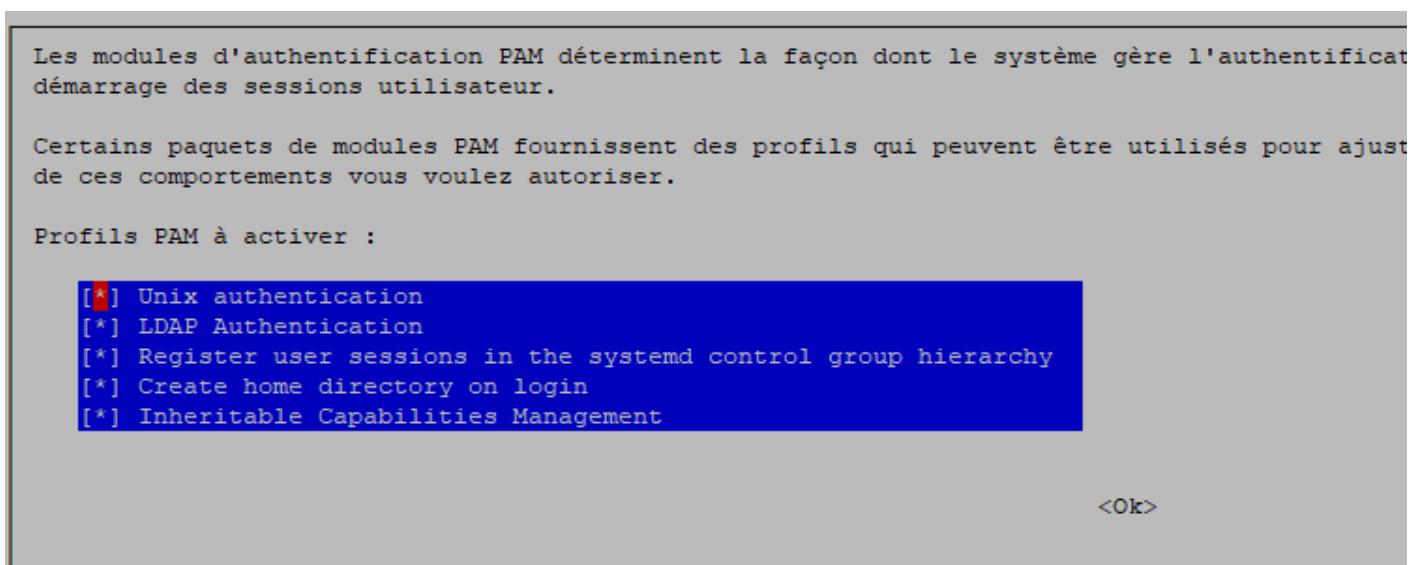 Les modules d'authentification PAM déterminent la façon dont le système gère l'authentificat
démarrage des sessions utilisateur.
Certains paquets de modules PAM fournissent des profils qui peuvent être utilisés pour ajust
de ces comportements vous voulez autoriser.
Profils PAM à activer :
[*] Unix authentication
[*] LDAP Authentication
[*] Register user sessions in the systemd control group hierarchy
[*] Create home directory on login
[*] Inheritable Capabilities Management
<Ok>